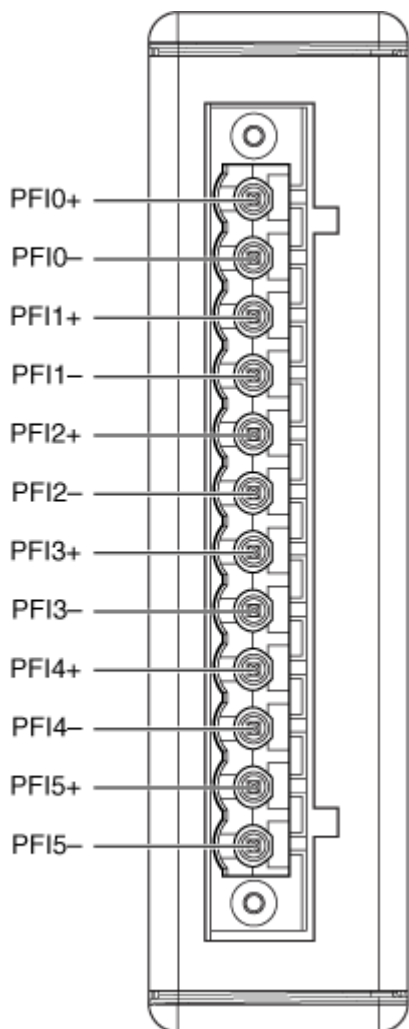 PFI0+
PFI0–
PFI1+
PFI1–
PFI2+
PFI2–
PFI3+
PFI3–
PFI4+
PFI4–
PFI5+
PFI5–